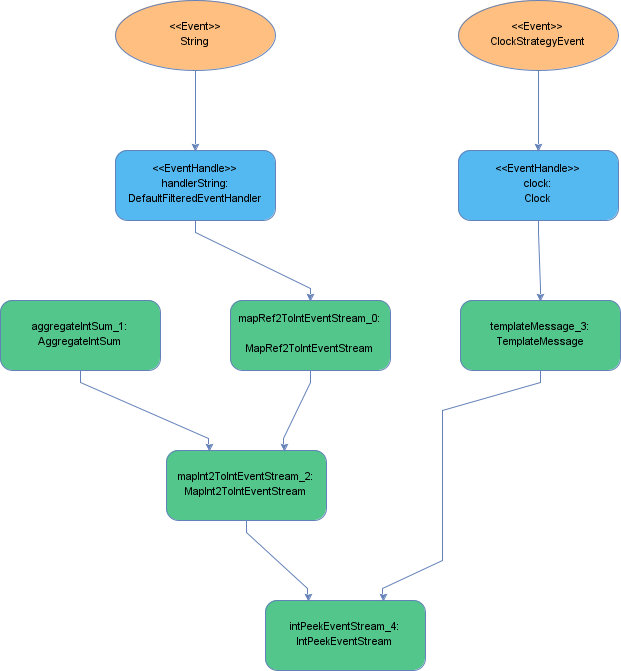 <<Event>>
String
<<Event>>
ClockStrategyEvent
<<EventHandle>>
handlerString:
DefaultFilteredEventHandler
<<EventHandle>>
clock:
Clock
aggregateIntSum_1:
AggregateIntSum
mapRef2ToIntEventStream_0:
MapRef2ToIntEventStream
templateMessage_3:
TemplateMessage
mapInt2ToIntEventStream_2:
MapInt2ToIntEventStream
intPeekEventStream_4:
IntPeekEventStream